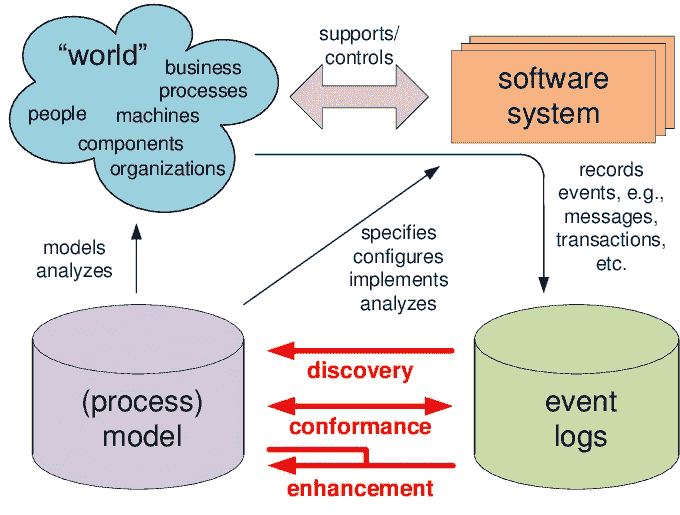 “world”
business
processes
people
machines
components
organizations
supports/
controls
software
system
records
events, e.g.,
messages,
transactions,
etc.
models
analyzes
specifies
configures
implements
analyzes
(process)
model
discovery
conformance
enhancement
event
logs